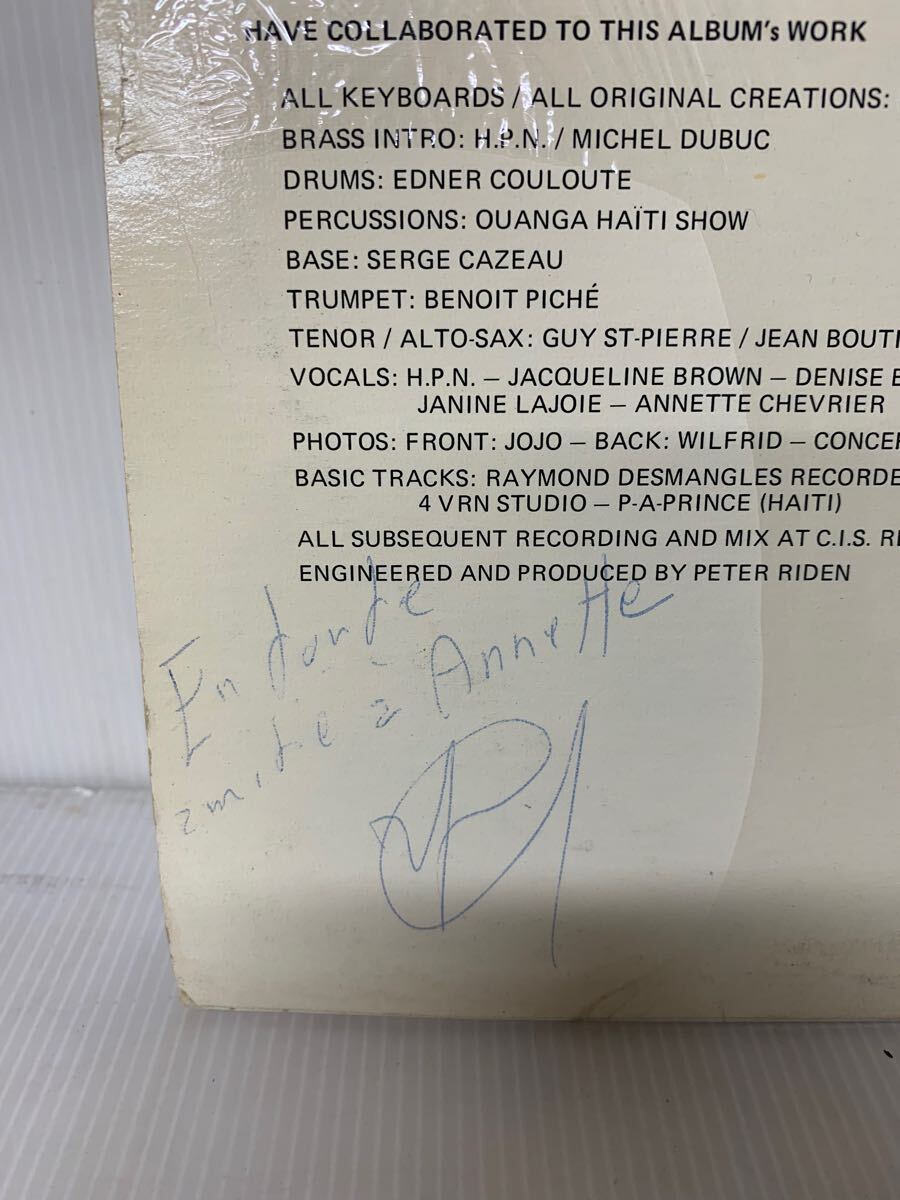 HAVE COLLABORATED TO THIS ALBUM's WORK
ALL KEYBOARDS / ALL ORIGINAL CREATIONS:
BRASS INTRO: H.P.N. / MICHEL DUBUC
DRUMS: EDNER COULOUTE
PERCUSSIONS: OUANGA HAÏTI SHOW
BASE: SERGE CAZEAU
TRUMPET: BENOIT PICHÉ
TENOR / ALTO-SAX: GUY ST-PIERRE / JEAN
VOCALS: H.P.N. — JACQUELINE BROWN — DENISE
JANINE LAJOIE — ANNETTE CHEVRIER
PHOTOS: FRONT: JOJO — BACK: WILFRID —
BASIC TRACKS: RAYMOND DESMANGLES
4 VRN STUDIO — P-A-PRINCE (HAITI)
ALL SUBSEQUENT RECORDING AND MIX AT C.I.S.
ENGINEERED AND PRODUCED BY PETER RIDEN
En toute
amitié à Annette